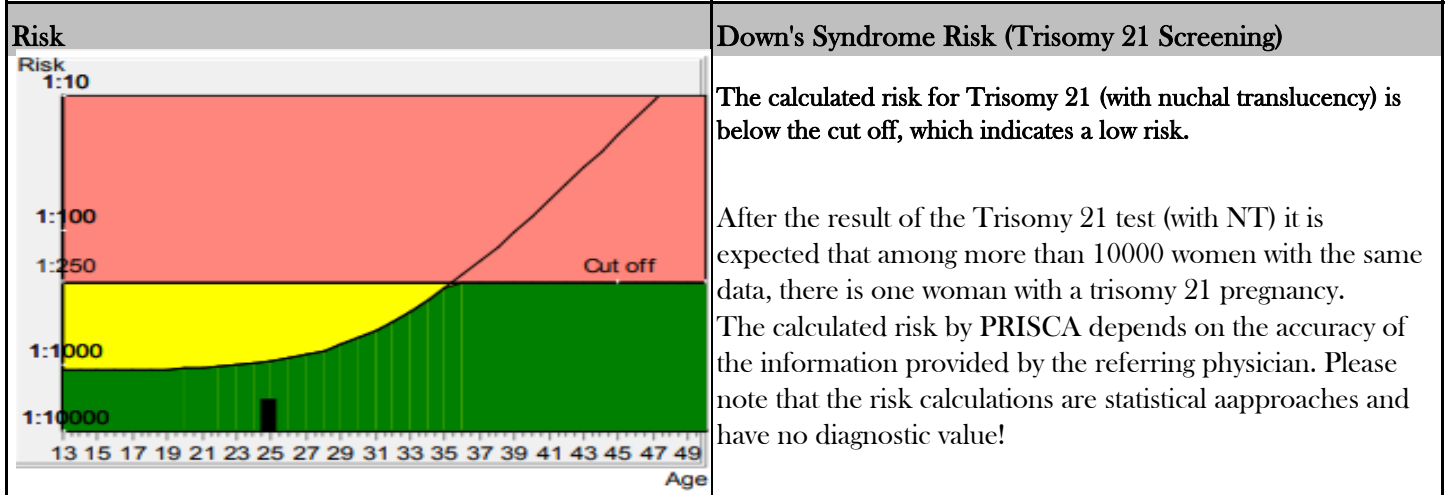 Risk
Down's Syndrome Risk (Trisomy 21 Screening)
Risk
1:10
1:100
1:250
Cut off
1:1000
1:10000
13 15 17 19 21 23 25 27 29 31 33 35 37 39 41 43 45 47 49
Age
The calculated risk for Trisomy 21 (with nuchal translucency) is
below the cut off, which indicates a low risk.
After the result of the Trisomy 21 test (with NT) it is
expected that among more than 10000 women with the same
data, there is one woman with a trisomy 21 pregnancy.
The calculated risk by PRISCA depends on the accuracy of
the information provided by the referring physician. Please
note that the risk calculations are statistical aapproaches and
have no diagnostic value!